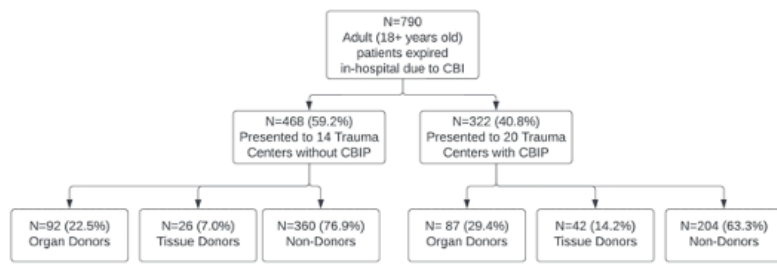 N=790
Adult (18+ years old)
patients expired
in-hospital due to CBI
N=468 (59.2%)
Presented to 14 Trauma
Centers without CBIP
N=322 (40.8%)
Presented to 20 Trauma
Centers with CBIP
N=92 (22.5%)
Organ Donors
N=26 (7.0%)
Tissue Donors
N=360 (76.9%)
Non-Donors
N= 87 (29.4%)
Organ Donors
N=42 (14.2%)
Tissue Donors
N=204 (63.3%)
Non-Donors